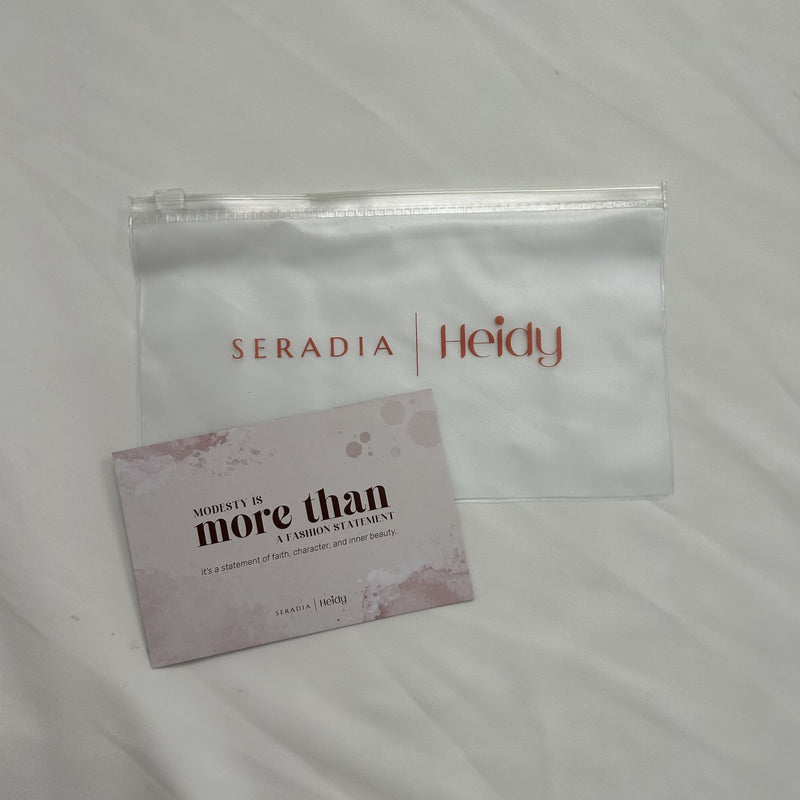 SERADIA | Heidy
MODESTY IS
more than
A FASHION STATEMENT
it's a statement of faith, character, and inner beauty.
SERADIA | Heidy